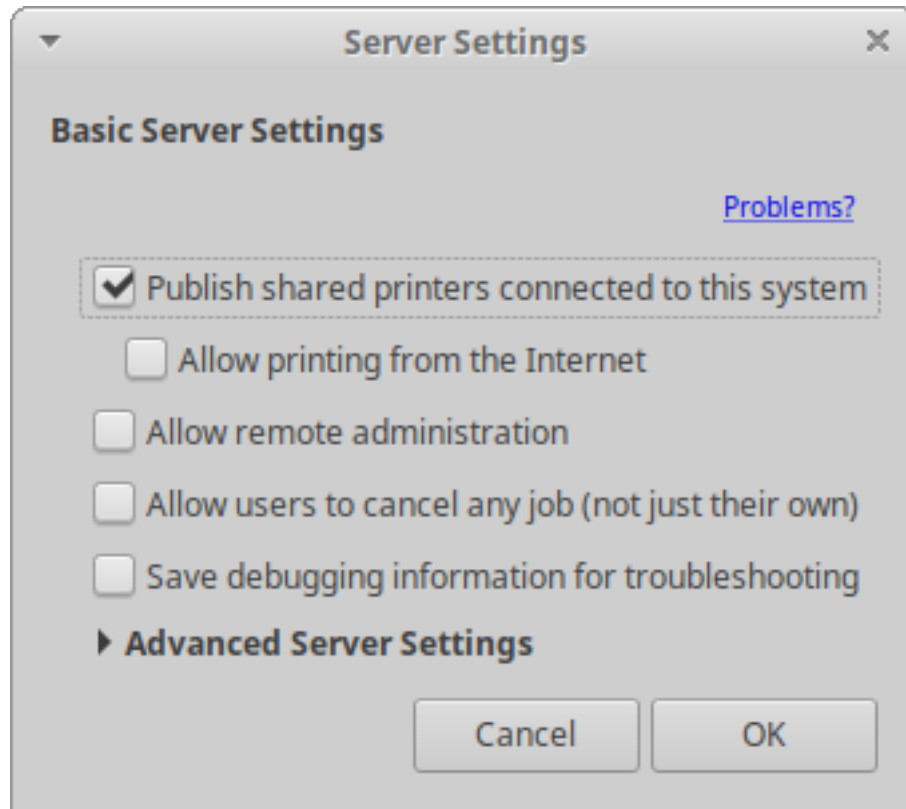 Server Settings
Basic Server Settings
Problems?
Publish shared printers connected to this system
Allow printing from the Internet
Allow remote administration
Allow users to cancel any job (not just their own)
Save debugging information for troubleshooting
Advanced Server Settings
Cancel OK